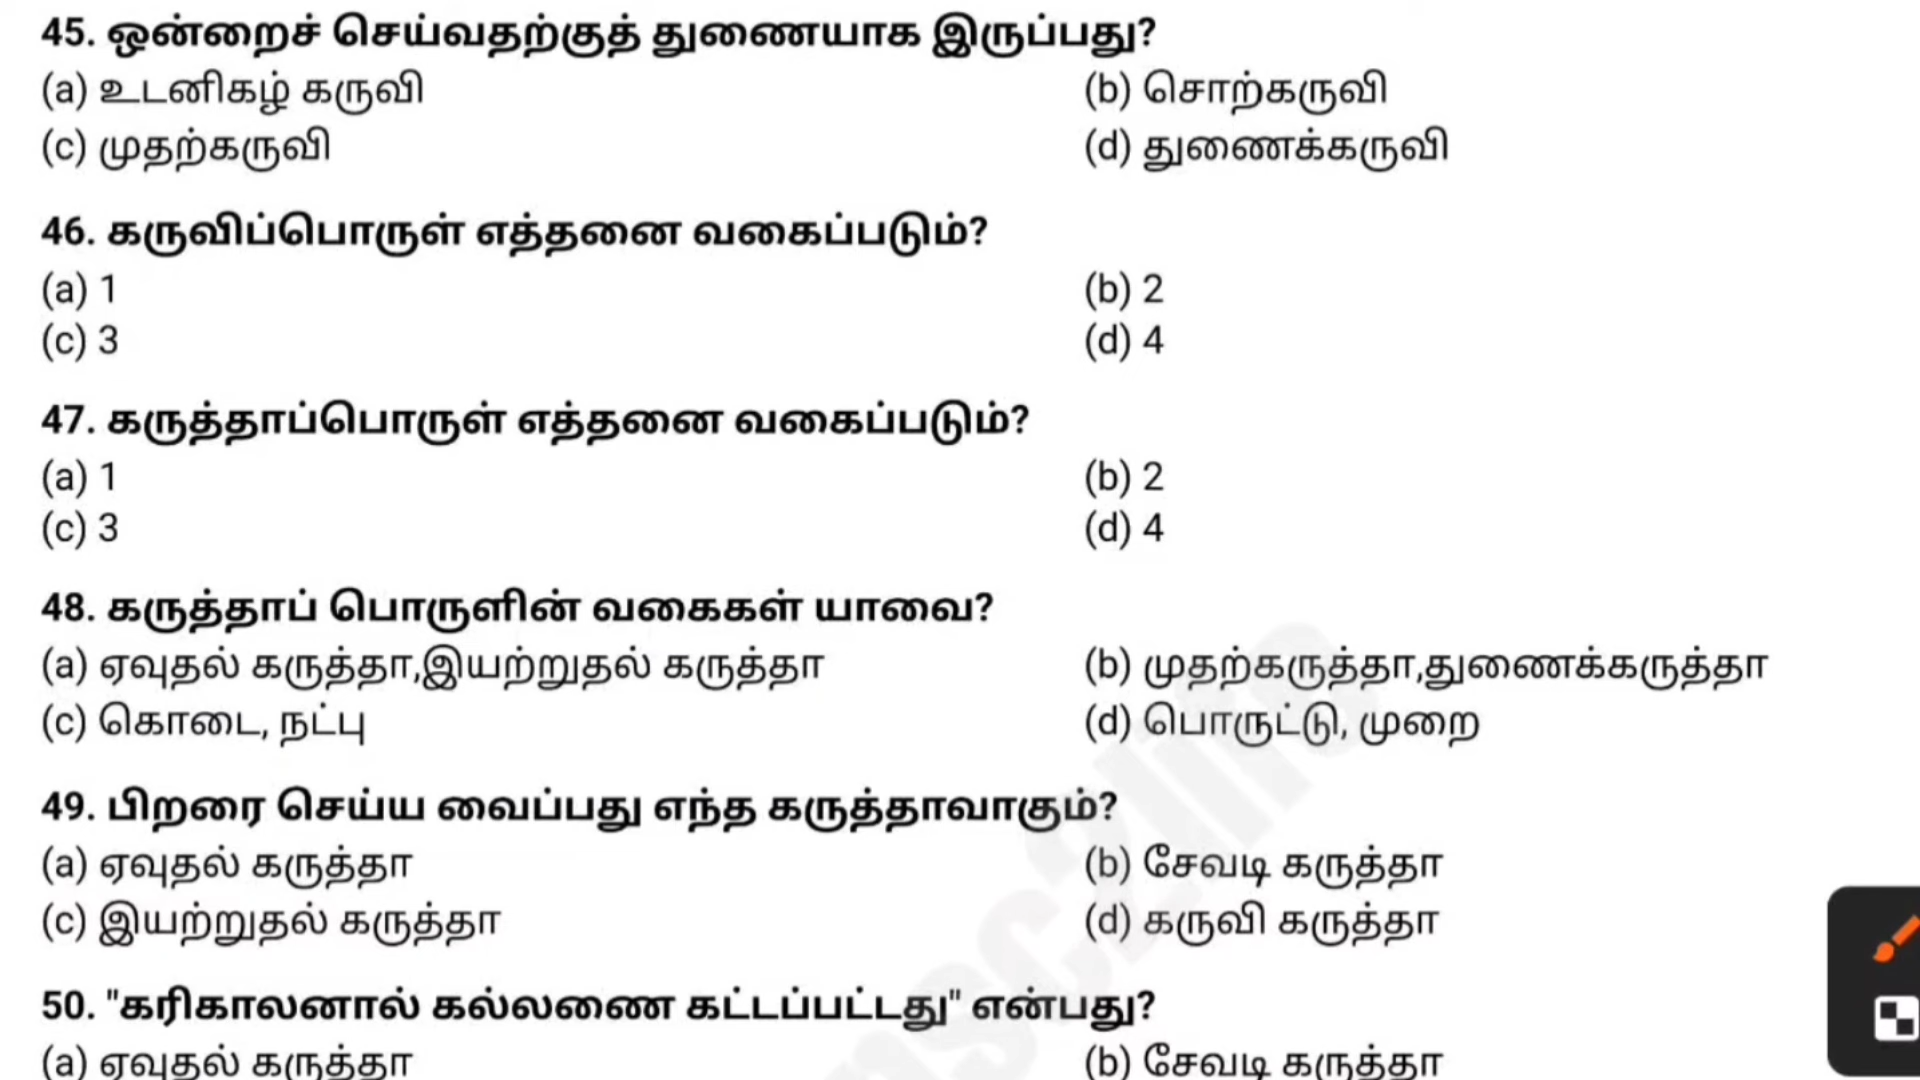 45. ஒன்றைச் செய்வதற்குத் துணையாக இருப்பது?
(a) உடனிகழ் கருவி (b) சொற்கருவி
(c) முதற்கருவி (d) துணைக்கருவி
46. கருவிப்பொருள் எத்தனை வகைப்படும்?
(a) 1 (b) 2
(c) 3 (d) 4
47. கருத்தாப்பொருள் எத்தனை வகைப்படும்?
(a) 1 (b) 2
(c) 3 (d) 4
48. கருத்தாப் பொருளின் வகைகள் யாவை?
(a) ஏவுதல் கருத்தா,இயற்றுதல் கருத்தா (b) முதற்கருத்தா,துணைக்கருத்தா
(c) கொடை, நட்பு (d) பொருட்டு, முறை
49. பிறரை செய்ய வைப்பது எந்த கருத்தாவாகும்?
(a) ஏவுதல் கருத்தா (b) சேவடி கருத்தா
(c) இயற்றுதல் கருத்தா (d) கருவி கருத்தா
50. "கரிகாலனால் கல்லணை கட்டப்பட்டது" என்பது?
(a) ஏவுதல் கருத்தா (b) சேவடி கருத்தா